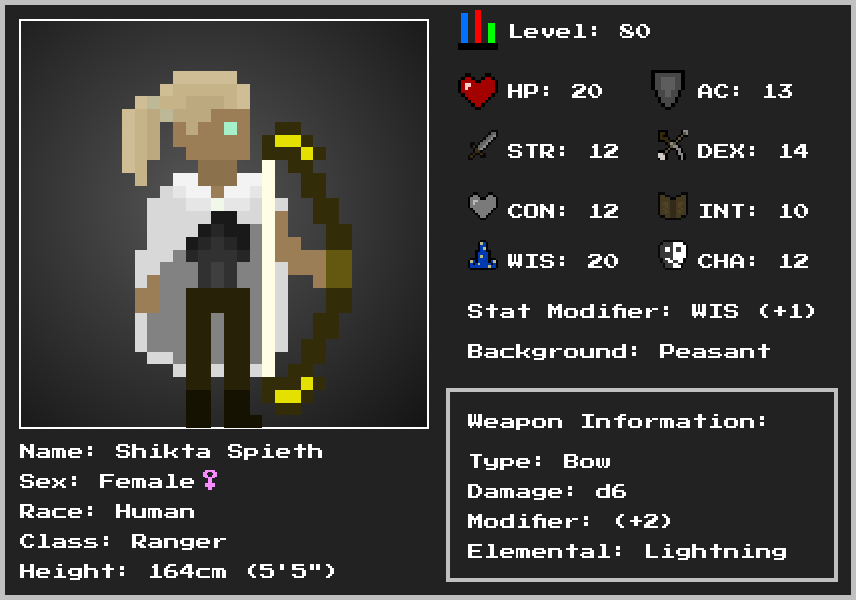 Level: 80
HP: 20
AC: 13
STR: 12
DEX: 14
CON: 12
INT: 10
WIS: 20
CHA: 12
Stat Modifier: WIS (+1)
Background: Peasant
Weapon Information:
Type: Bow
Damage: d6
Modifier: (+2)
Elemental: Lightning
Name: Shikta Spieth
Sex: Female♀
Race: Human
Class: Ranger
Height: 164cm (5'5")